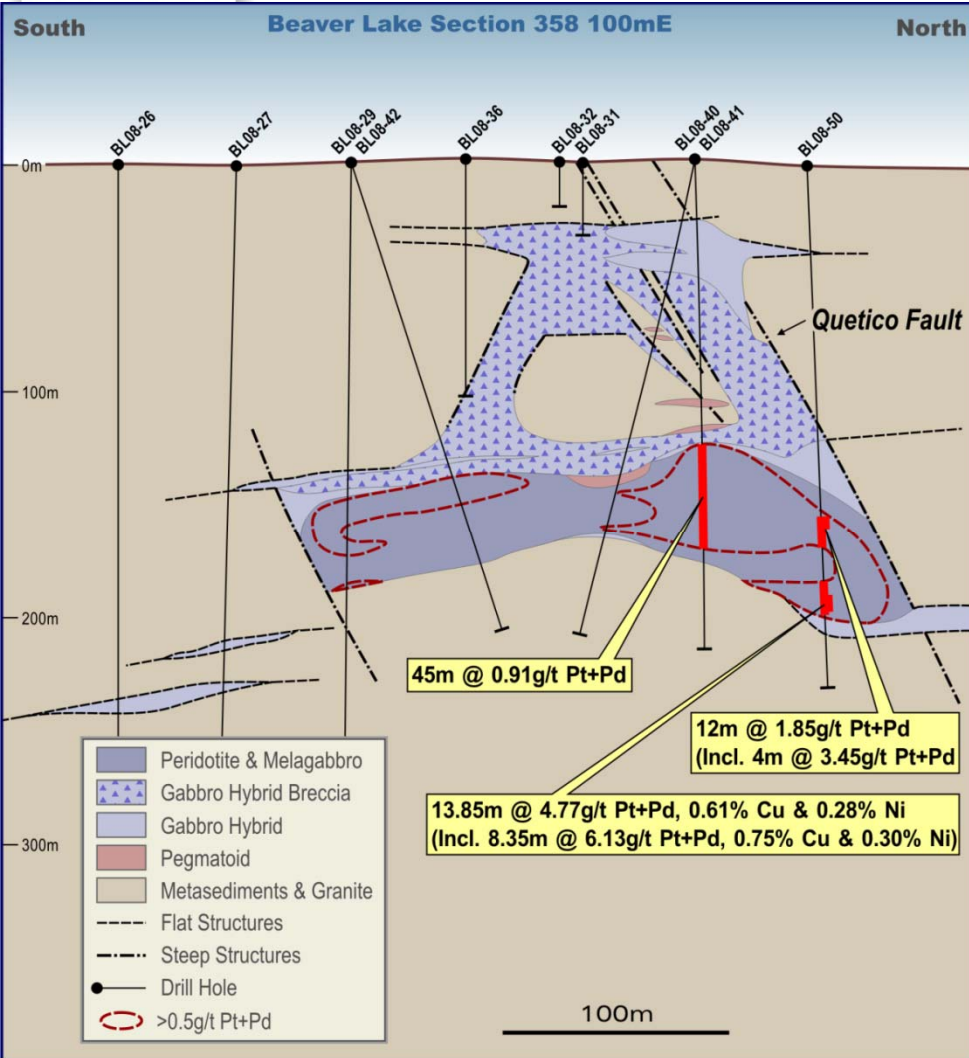 South
Beaver Lake Section 358 100mE
North
BL08-26
BL08-27
BL08-29
BL08-42
BL08-36
BL08-32
BL08-31
BL08-40
BL08-41
BL08-50
0m
Quetico Fault
100m
200m
45m @ 0.91g/t Pt+Pd
12m @ 1.85g/t Pt+Pd
(Incl. 4m @ 3.45g/t Pt+Pd
13.85m @ 4.77g/t Pt+Pd, 0.61% Cu & 0.28% Ni
(Incl. 8.35m @ 6.13g/t Pt+Pd, 0.75% Cu & 0.30% Ni)
300m
Peridotite & Melagabbro
Gabbro Hybrid Breccia
Gabbro Hybrid
Pegmatoid
Metasediments & Granite
Flat Structures
Steep Structures
Drill Hole
>0.5g/t Pt+Pd
100m